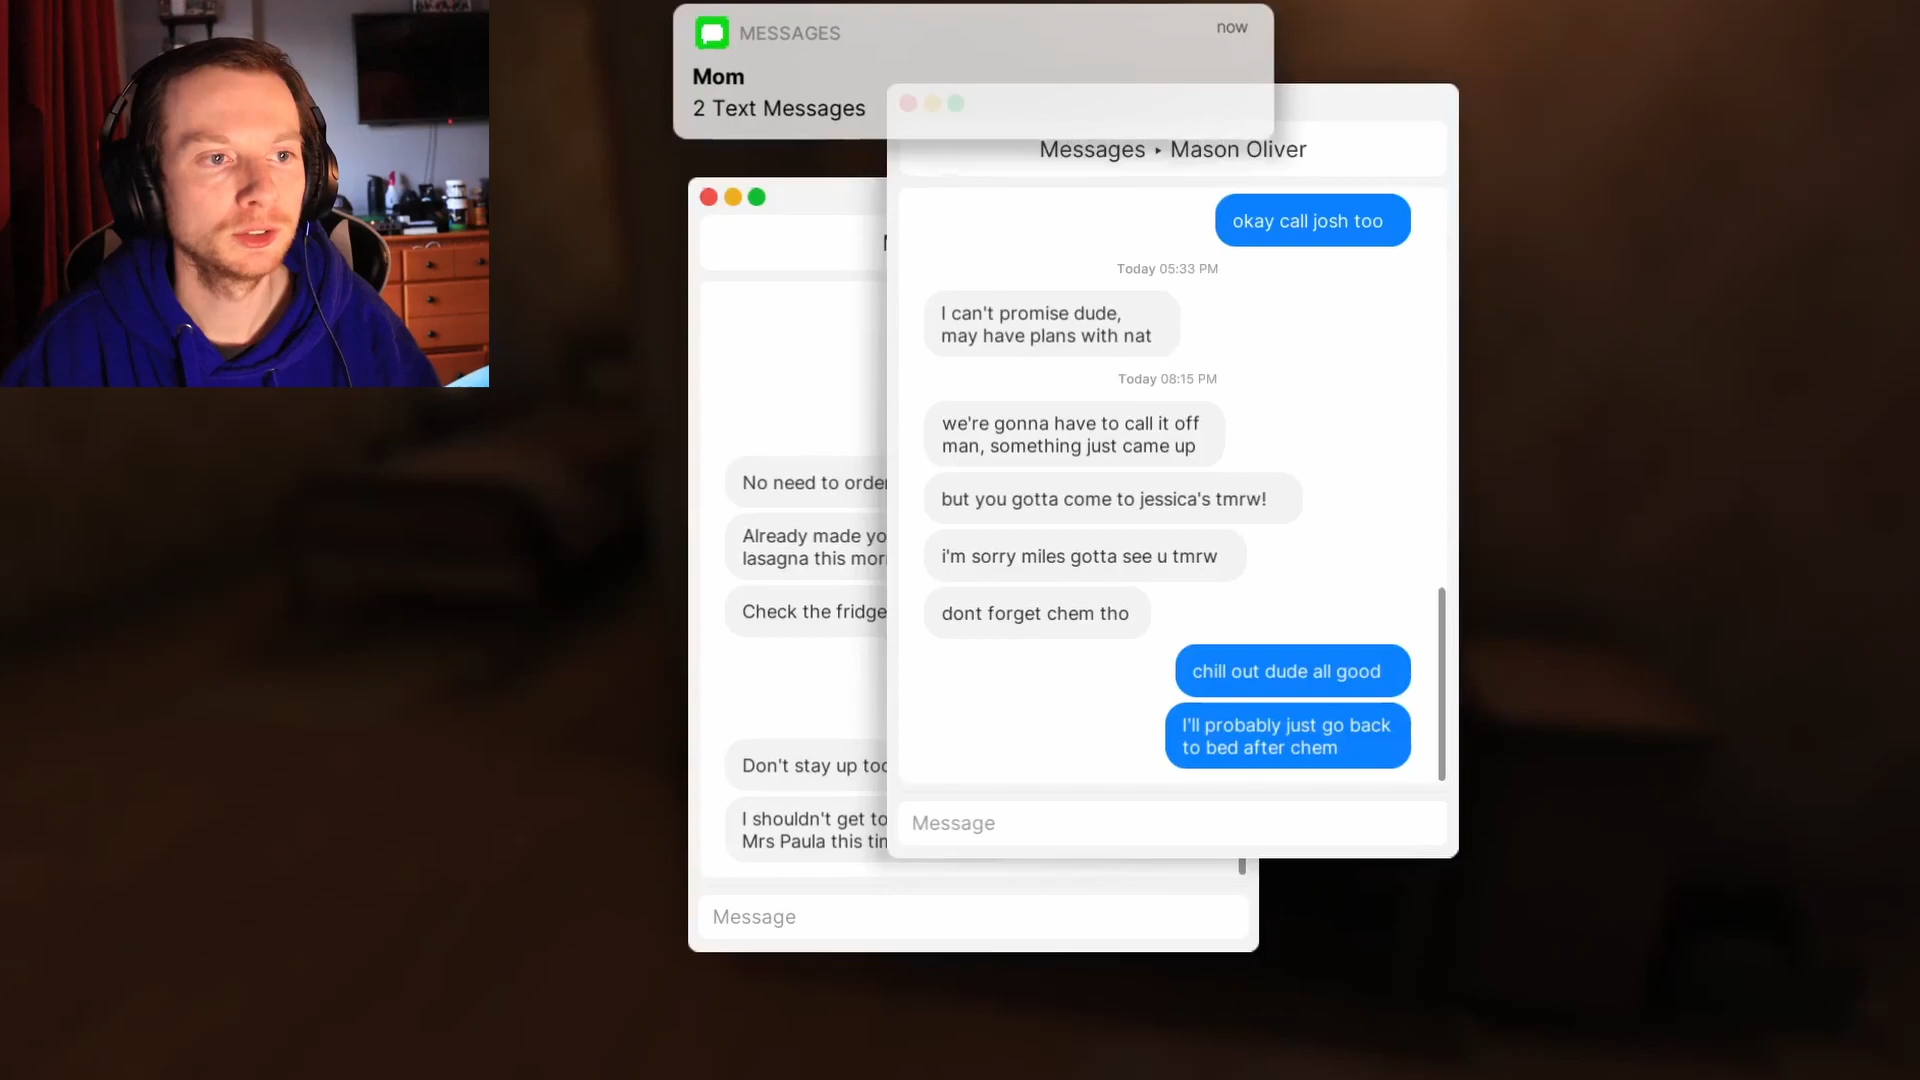 MESSAGES
now
Mom
2 Text Messages
Messages ▸ Mason Oliver
okay call josh too
Today 05:33 PM
I can't promise dude,
may have plans with nat
Today 08:15 PM
we're gonna have to call it off
man, something just came up
but you gotta come to jessica's tmrw!
i'm sorry miles gotta see u tmrw
dont forget chem tho
chill out dude all good
I'll probably just go back
to bed after chem
Message
No need to order
Already made yo
lasagna this mor
Check the fridge
Don't stay up too
I shouldn't get to
Mrs Paula this tim
Message